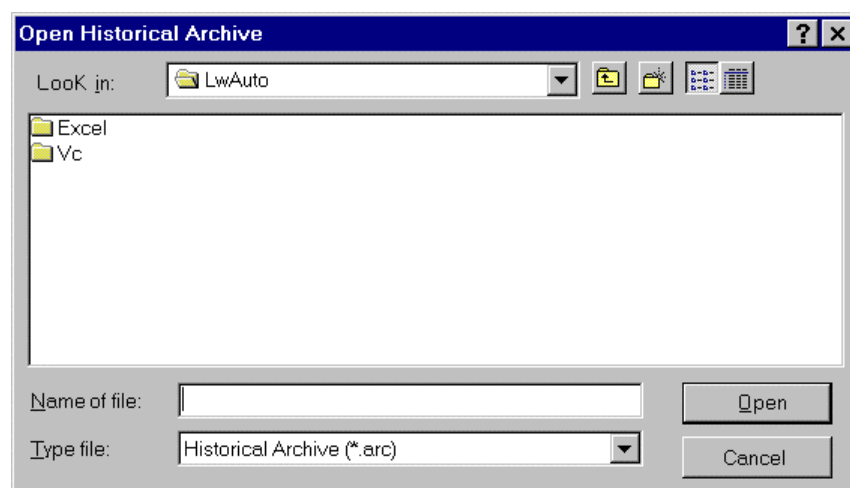 Open Historical Archive
LooK in: LwAuto
Excel
Vc
Name of file:
Open
Type file: Historical Archive (*.arc)
Cancel